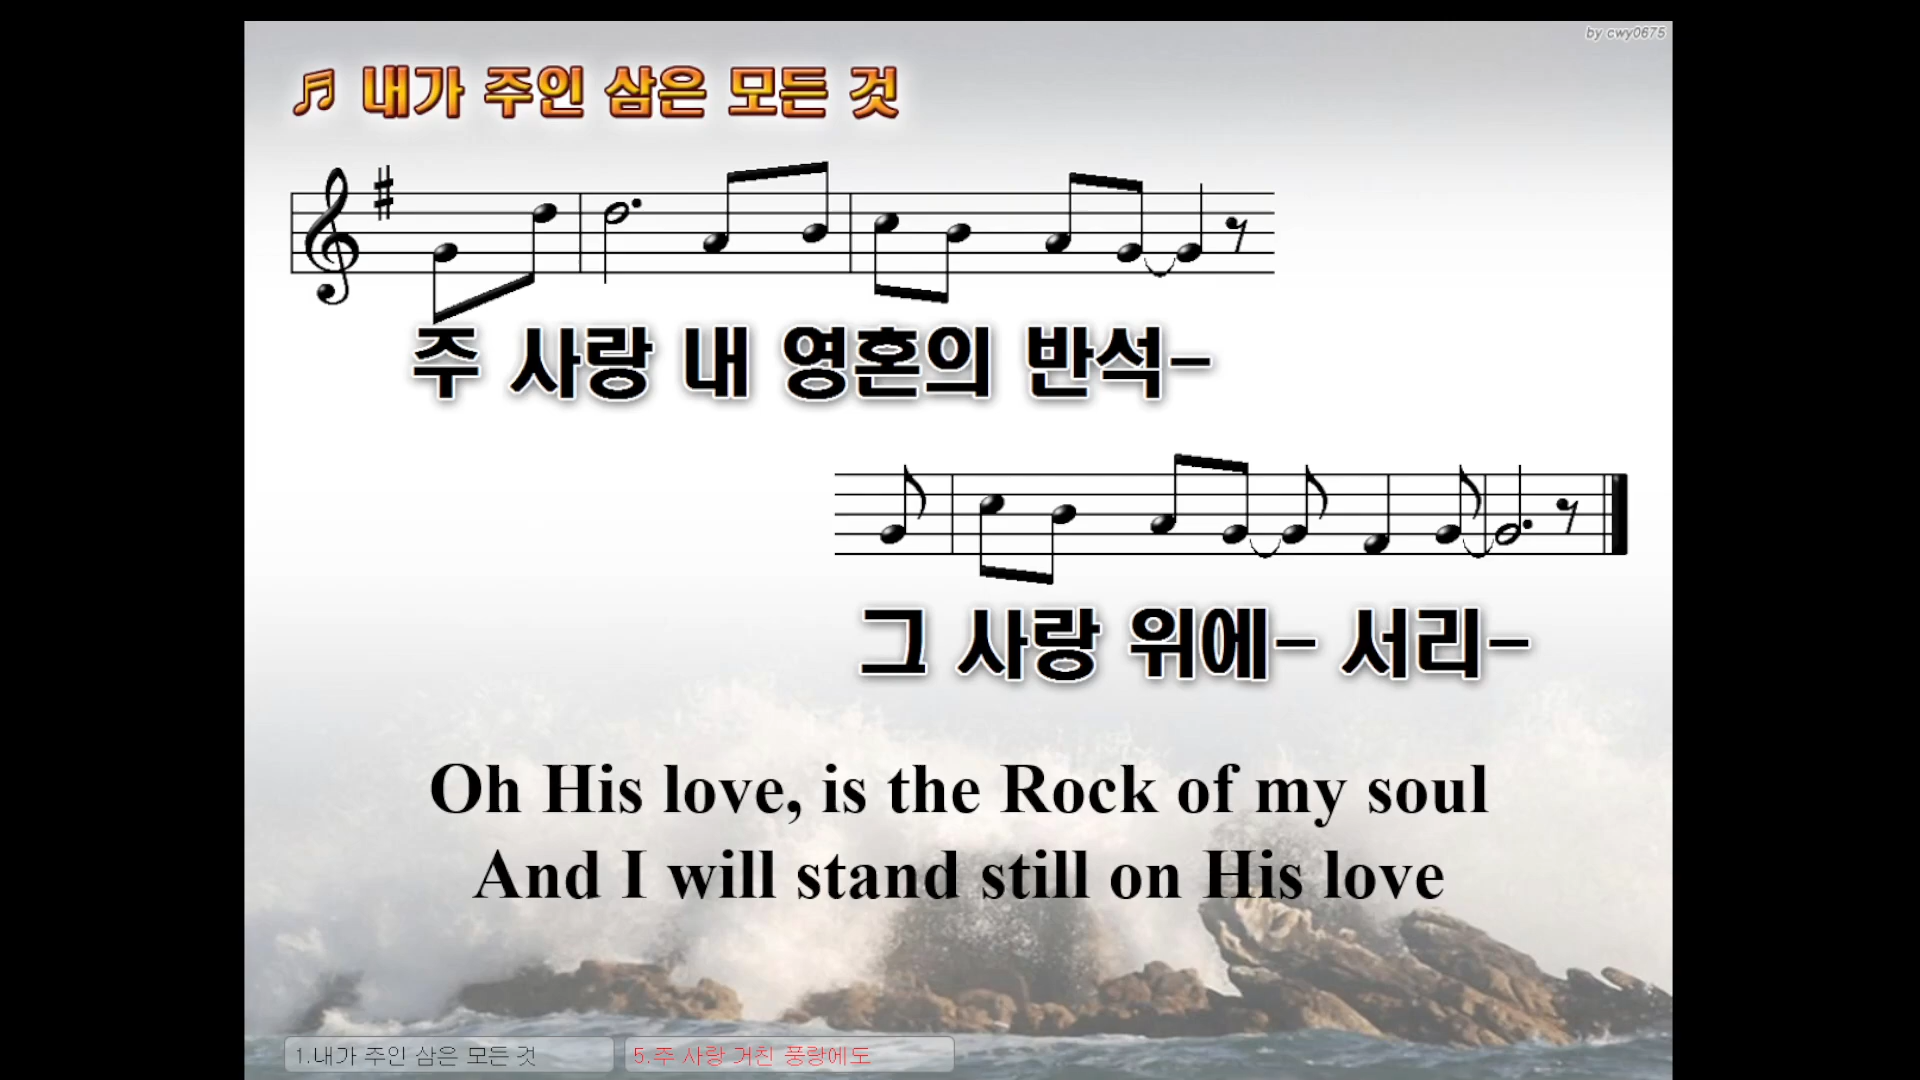 by cwy0675
♬ 내가 주인 삼은 모든 것
주 사랑 내 영혼의 반석-
그 사랑 위에- 서리-
Oh His love, is the Rock of my soul
And I will stand still on His love
1.내가 주인 삼은 모든 것
5.주 사랑 거친 풍랑에도